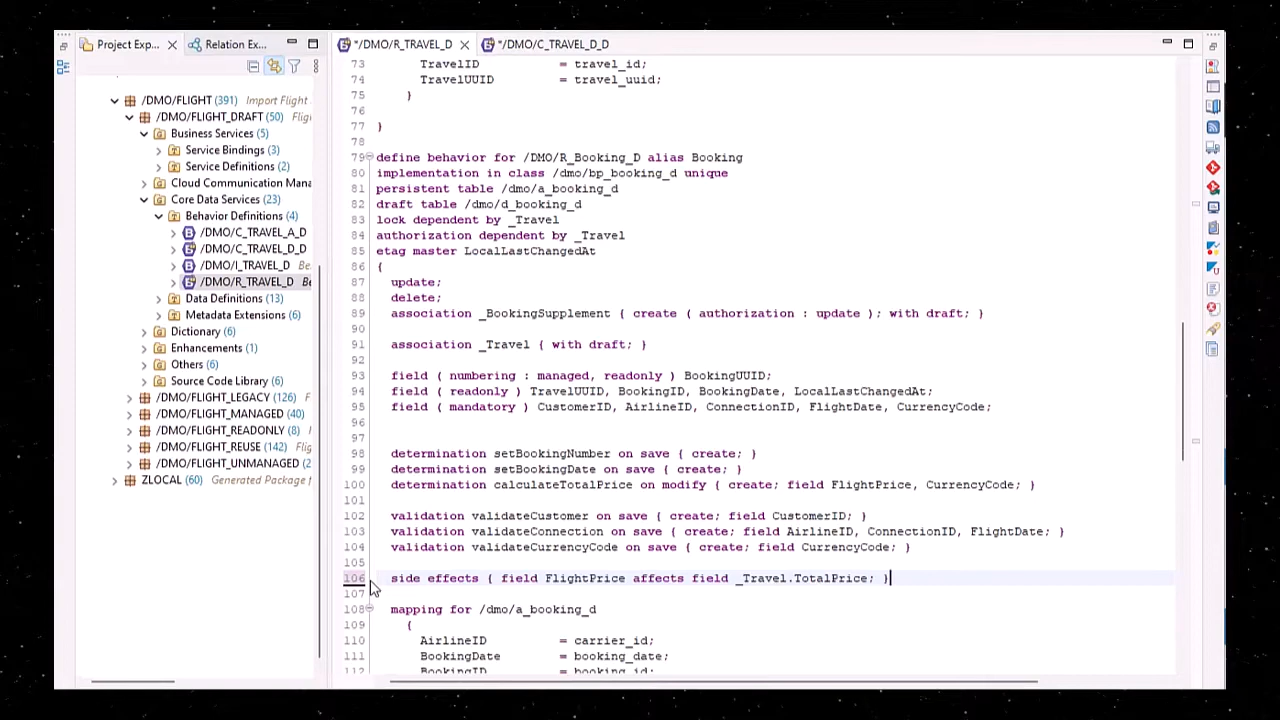 Project Exp...
Relation Ex...
/DMO/FLIGHT (391) Import Flight
/DMO/FLIGHT_DRAFT (50) Flig
Business Services (5)
Service Bindings (3)
Service Definitions (2)
Cloud Communication Mana
Core Data Services (23)
Behavior Definitions (4)
/DMO/C_TRAVEL_A_D
/DMO/C_TRAVEL_D_D
/DMO/I_TRAVEL_D Be
/DMO/R_TRAVEL_D Be
Data Definitions (13)
Metadata Extensions (6)
Dictionary (6)
Enhancements (1)
Others (6)
Source Code Library (6)
/DMO/FLIGHT_LEGACY (126) F
/DMO/FLIGHT_MANAGED (40)
/DMO/FLIGHT_READONLY (8) F
/DMO/FLIGHT_REUSE (142) Flig
/DMO/FLIGHT_UNMANAGED (2
ZLOCAL (60) Generated Package f
*/DMO/R_TRAVEL_D
*/DMO/C_TRAVEL_D_D
73 TravelID = travel_id;
74 TravelUUID = travel_uuid;
75 }
76
77 }
78
79 define behavior for /DMO/R_Booking_D alias Booking
80 implementation in class /dmo/bp_booking_d unique
81 persistent table /dmo/a_booking_d
82 draft table /dmo/d_booking_d
83 lock dependent by _Travel
84 authorization dependent by _Travel
85 etag master LocalLastChangedAt
86 {
87 update;
88 delete;
89 association _BookingSupplement { create ( authorization : update ); with draft; }
90
91 association _Travel { with draft; }
92
93 field ( numbering : managed, readonly ) BookingUUID;
94 field ( readonly ) TravelUUID, BookingID, BookingDate, LocalLastChangedAt;
95 field ( mandatory ) CustomerID, AirlineID, ConnectionID, FlightDate, CurrencyCode;
96
97
98 determination setBookingNumber on save { create; }
99 determination setBookingDate on save { create; }
100 determination calculateTotalPrice on modify { create; field FlightPrice, CurrencyCode; }
101
102 validation validateCustomer on save { create; field CustomerID; }
103 validation validateConnection on save { create; field AirlineID, ConnectionID, FlightDate; }
104 validation validateCurrencyCode on save { create; field CurrencyCode; }
105
106 side effects { field FlightPrice affects field _Travel.TotalPrice; }
107
108 mapping for /dmo/a_booking_d
109 {
110 AirlineID = carrier_id;
111 BookingDate = booking_date;
112 BookingID = booking_id;